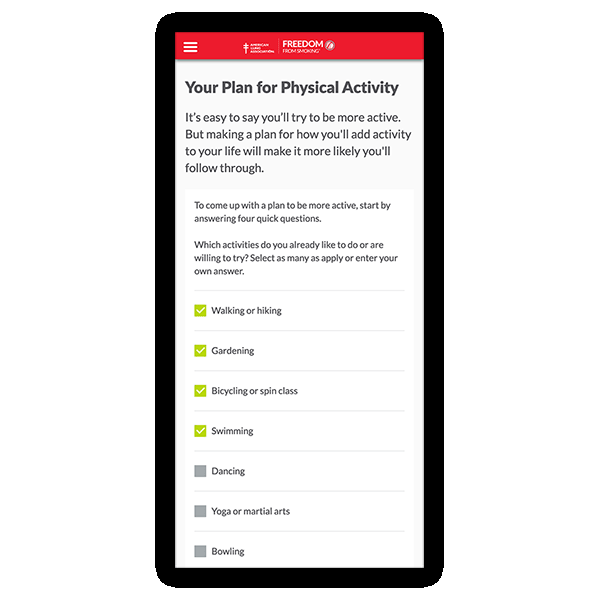 AMERICAN
LUNG
ASSOCIATION.
FREEDOM
FROM SMOKING®
Your Plan for Physical Activity
It's easy to say you'll try to be more active.
But making a plan for how you'll add activity
to your life will make it more likely you'll
follow through.
To come up with a plan to be more active, start by
answering four quick questions.
Which activities do you already like to do or are
willing to try? Select as many as apply or enter your
own answer.
Walking or hiking
Gardening
Bicycling or spin class
Swimming
Dancing
Yoga or martial arts
Bowling